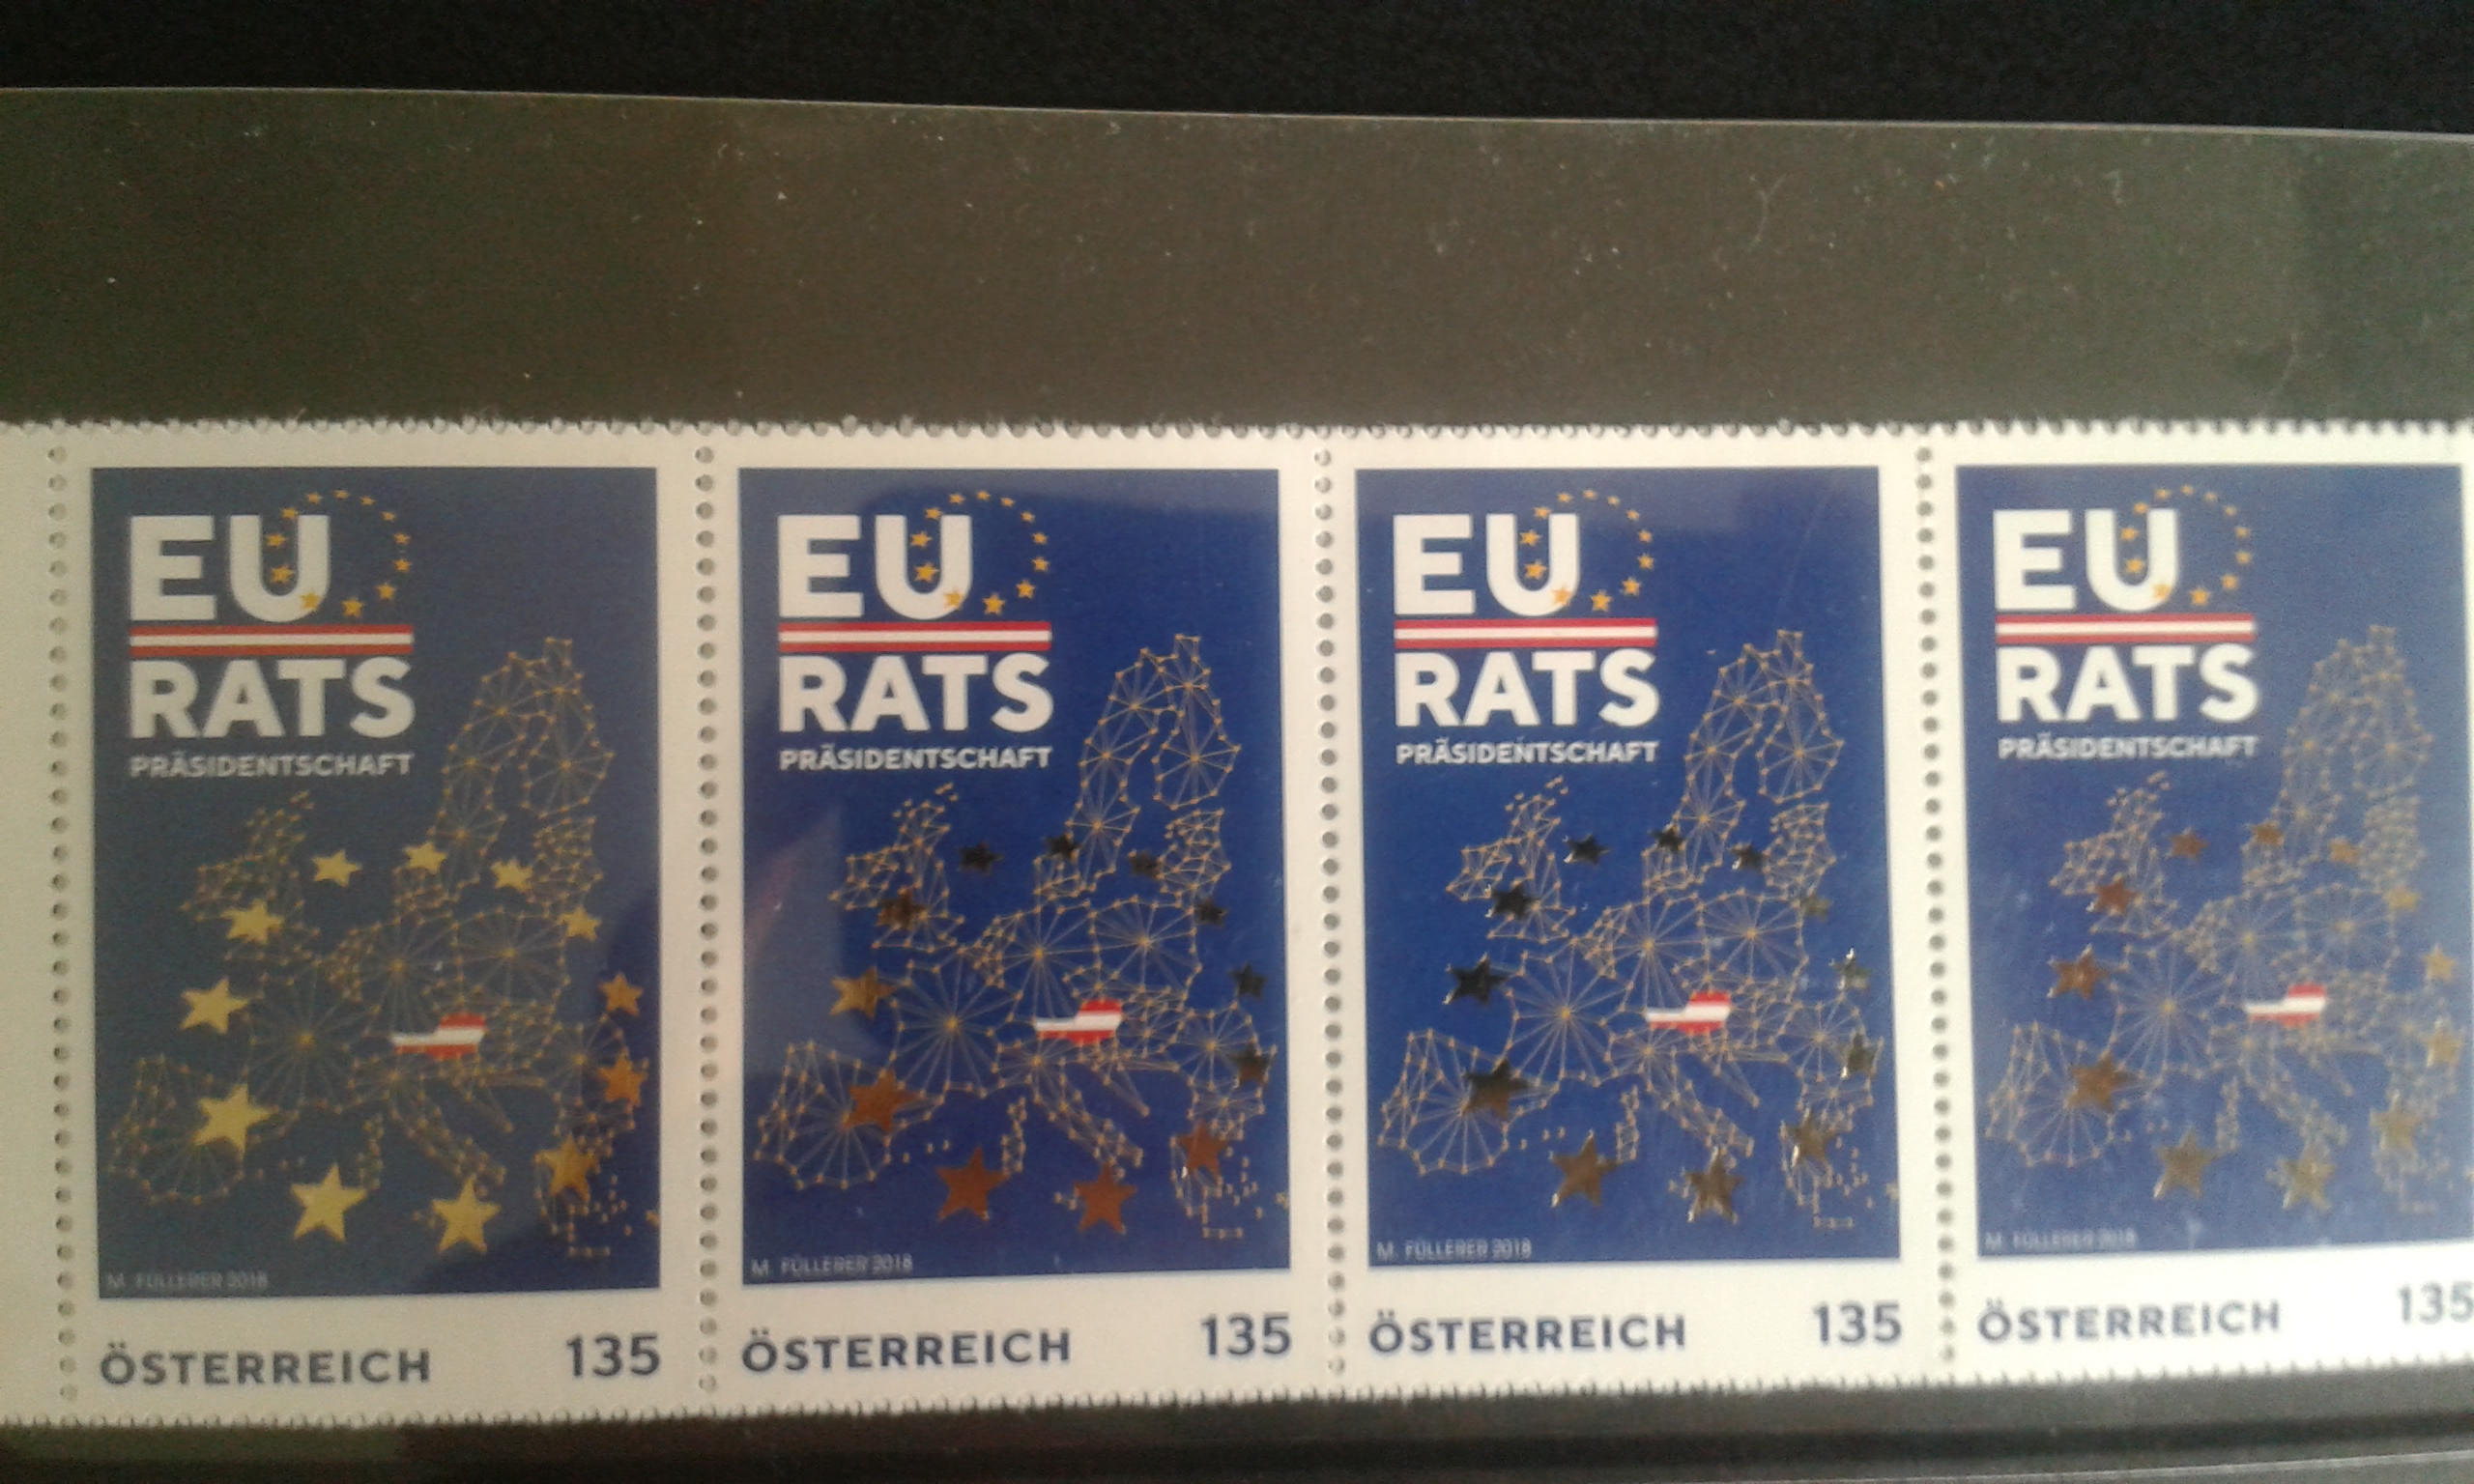 EU
RATS
PRÄSIDENTSCHAFT
M. FÜLLERER 2018
ÖSTERREICH 135
EU
RATS
PRÄSIDENTSCHAFT
M. FÜLLERER 2018
ÖSTERREICH 135
EU
RATS
PRÄSIDENTSCHAFT
M. FÜLLERER 2018
ÖSTERREICH 135
EU
RATS
PRÄSIDENTSCHAFT
M. FÜLLERER 2018
ÖSTERREICH 135